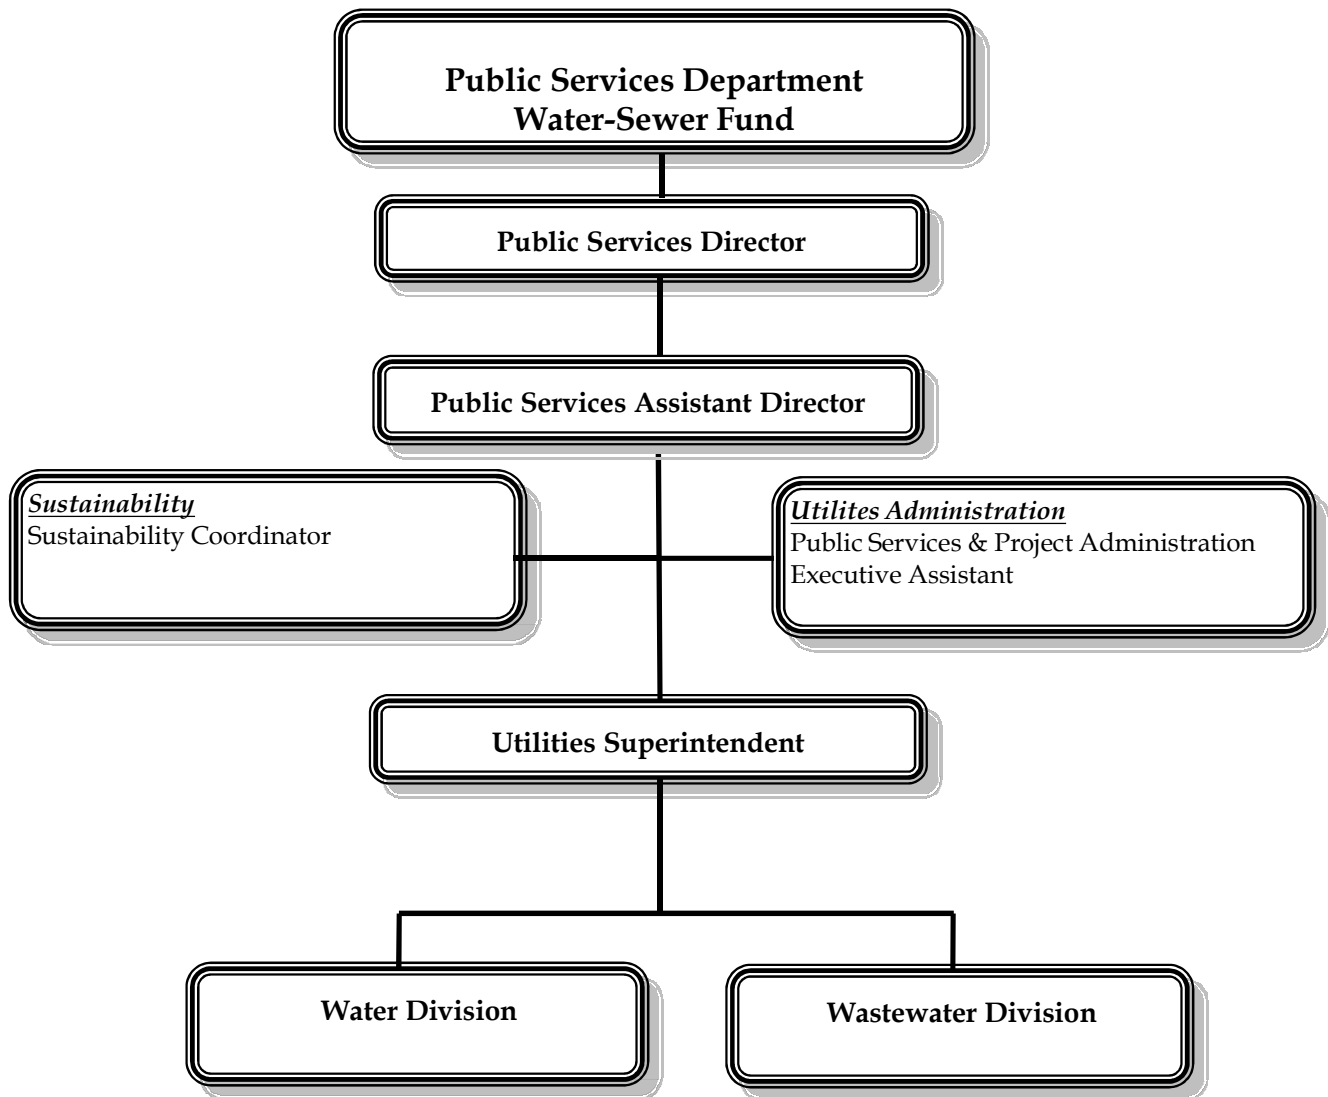 Public Services Department
Water-Sewer Fund
Public Services Director
Public Services Assistant Director
Sustainability
Sustainability Coordinator
Utilites Administration
Public Services & Project Administration
Executive Assistant
Utilities Superintendent
Water Division
Wastewater Division